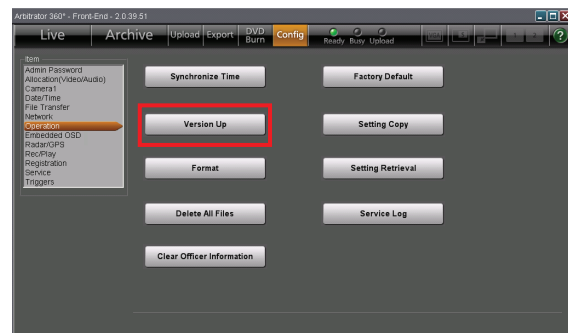 Arbitrator 360° - Front-End - 2.0.39.51
Live Archive Upload Export DVD Burn Config Ready Busy Upload ?
Item
Admin Password
Allocation(Video/Audio)
Camera1
Date/Time
File Transfer
Network
Operation
Embedded OSD
Radar/GPS
Rec/Play
Registration
Service
Triggers
Synchronize Time
Factory Default
Version Up
Setting Copy
Format
Setting Retrieval
Delete All Files
Service Log
Clear Officer Information